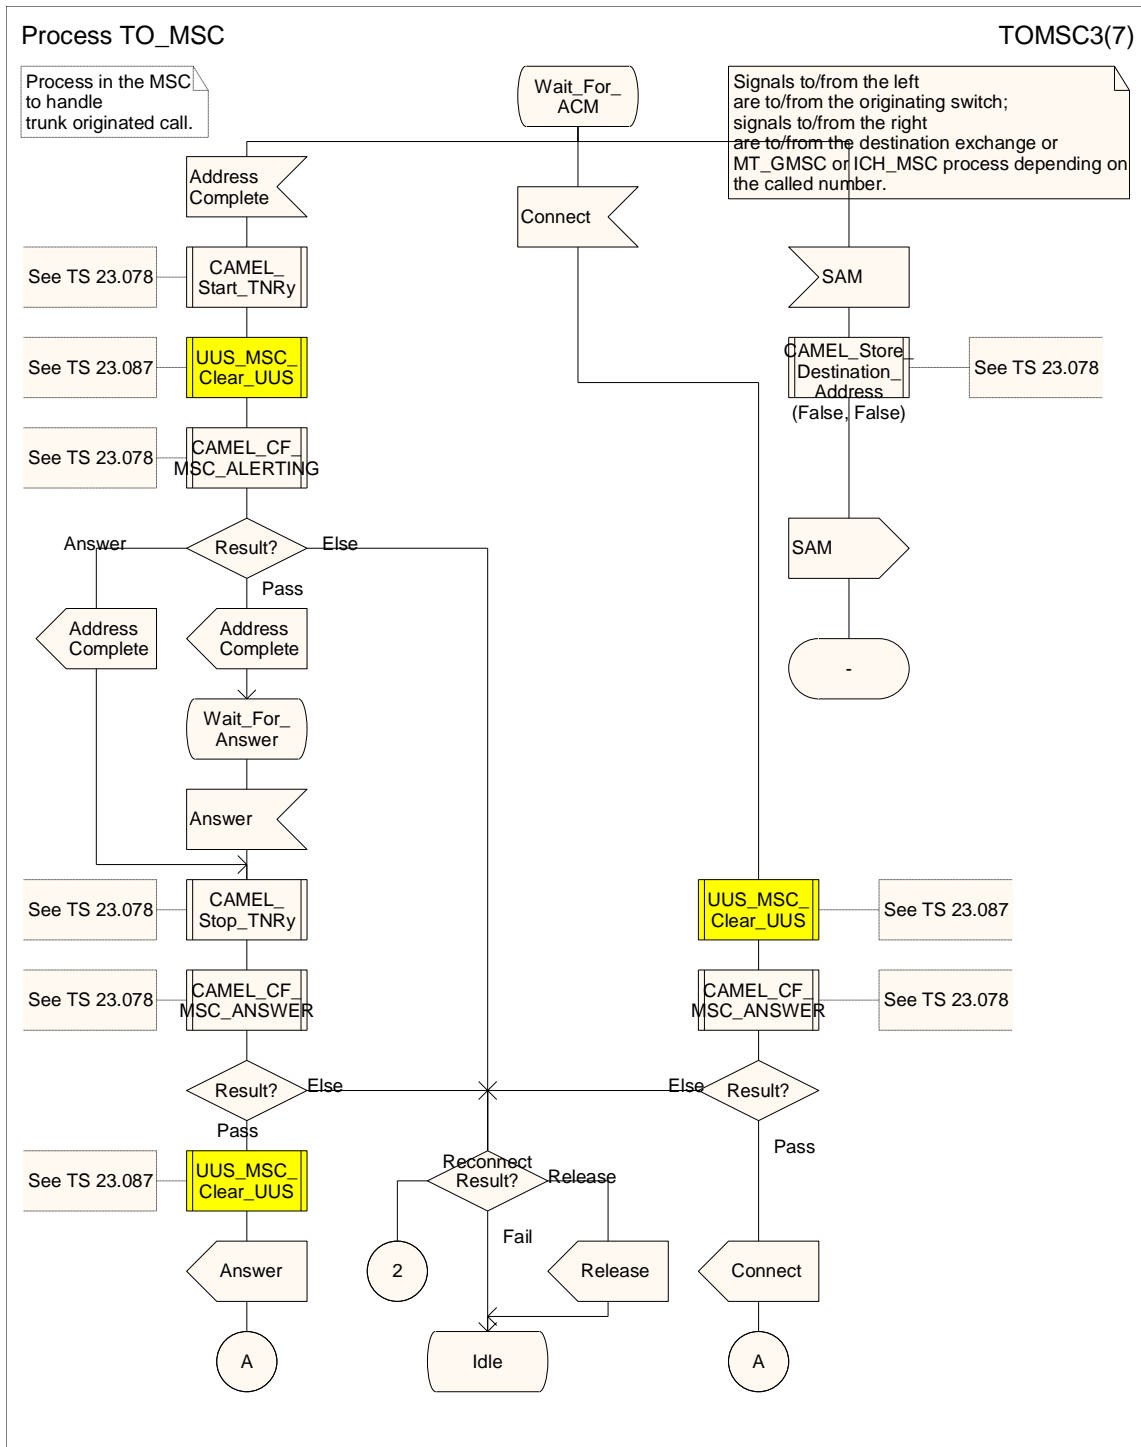 Process TO_MSC
TOMSC3(7)
Process in the MSC
to handle
trunk originated call.
Wait_For_
ACM
Signals to/from the left
are to/from the originating switch;
signals to/from the right
are to/from the destination exchange or
MT_GMSC or ICH_MSC process depending on
the called number.
Address
Complete
Connect
See TS 23.078
CAMEL_
Start_TNRy
SAM
See TS 23.087
UUS_MSC_
Clear_UUS
CAMEL_Store_
Destination_
Address
(False, False)
See TS 23.078
See TS 23.078
CAMEL_CF_
MSC_ALERTING
Answer
Result?
Else
Pass
SAM
Address
Complete
Address
Complete
-
Wait_For_
Answer
Answer
See TS 23.078
CAMEL_
Stop_TNRy
UUS_MSC_
Clear_UUS
See TS 23.087
See TS 23.078
CAMEL_CF_
MSC_ANSWER
CAMEL_CF_
MSC_ANSWER
See TS 23.078
Result?
Else
Else
Result?
Pass
Pass
See TS 23.087
UUS_MSC_
Clear_UUS
Reconnect
Result?
Release
Fail
Answer
2
Release
Connect
A
Idle
A